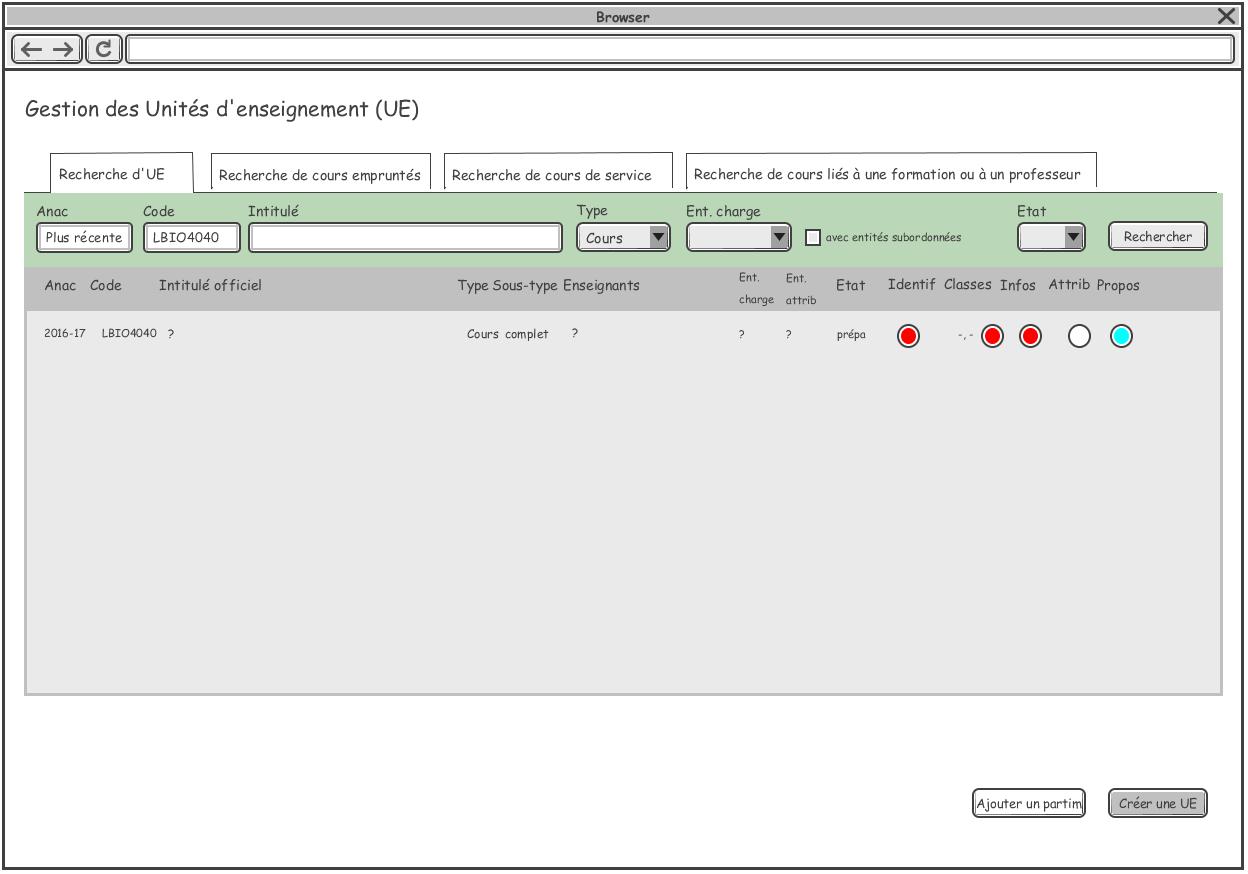 Browser
Gestion des Unités d'enseignement (UE)
Recherche d'UE
Recherche de cours empruntés
Recherche de cours de service
Recherche de cours liés à une formation ou à un professeur
Anac Code Intitulé Type Ent. charge Etat
Plus récente LBIO4040 Cours avec entités subordonnées Rechercher
Anac Code Intitulé officiel Type Sous-type Enseignants Ent. charge Ent. attrib Etat Identif Classes Infos Attrib Propos
2016-17 LBIO4040 ? Cours complet ? ? ? prépa -,-
Ajouter un partim Créer une UE